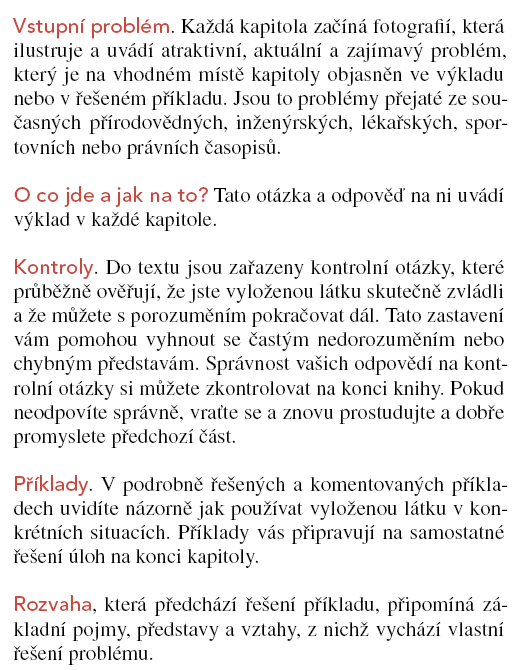 Vstupní problém. Každá kapitola začíná fotografií, která
ilustruje a uvádí atraktivní, aktuální a zajímavý problém,
který je na vhodném místě kapitoly objasněn ve výkladu
nebo v řešeném příkladu. Jsou to problémy přejaté ze sou-
časných přírodovědných, inženýrských, lékařských, spor-
tovních nebo právních časopisů.
O co jde a jak na to? Tato otázka a odpověď na ni uvádí
výklad v každé kapitole.
Kontroly. Do textu jsou zařazeny kontrolní otázky, které
průběžně ověřují, že jste vyloženou látku skutečně zvládli
a že můžete s porozuměním pokračovat dál. Tato zastavení
vám pomohou vyhnout se častým nedorozuměním nebo
chybným představám. Správnost vašich odpovědí na kont-
rolní otázky si můžete zkontrolovat na konci knihy. Pokud
neodpovíte správně, vraťte se a znovu prostudujte a dobře
promyslete předchozí část.
Příklady. V podrobně řešených a komentovaných příkla-
dech uvidíte názorně jak používat vyloženou látku v kon-
krétních situacích. Příklady vás připravují na samostatné
řešení úloh na konci kapitoly.
Rozvaha, která předchází řešení příkladu, připomíná zá-
kladní pojmy, představy a vztahy, z nichž vychází vlastní
řešení problému.